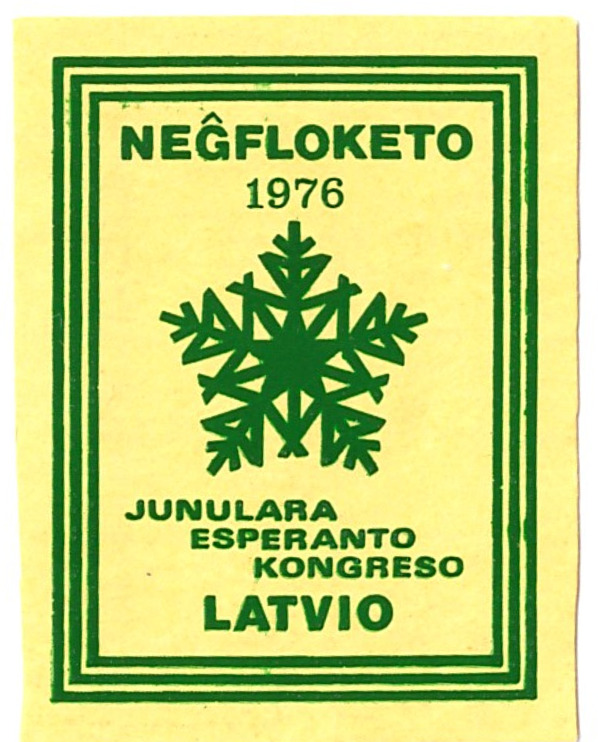 NEĜFLOKETO
1976
JUNULARA
ESPERANTO
KONGRESO
LATVIO